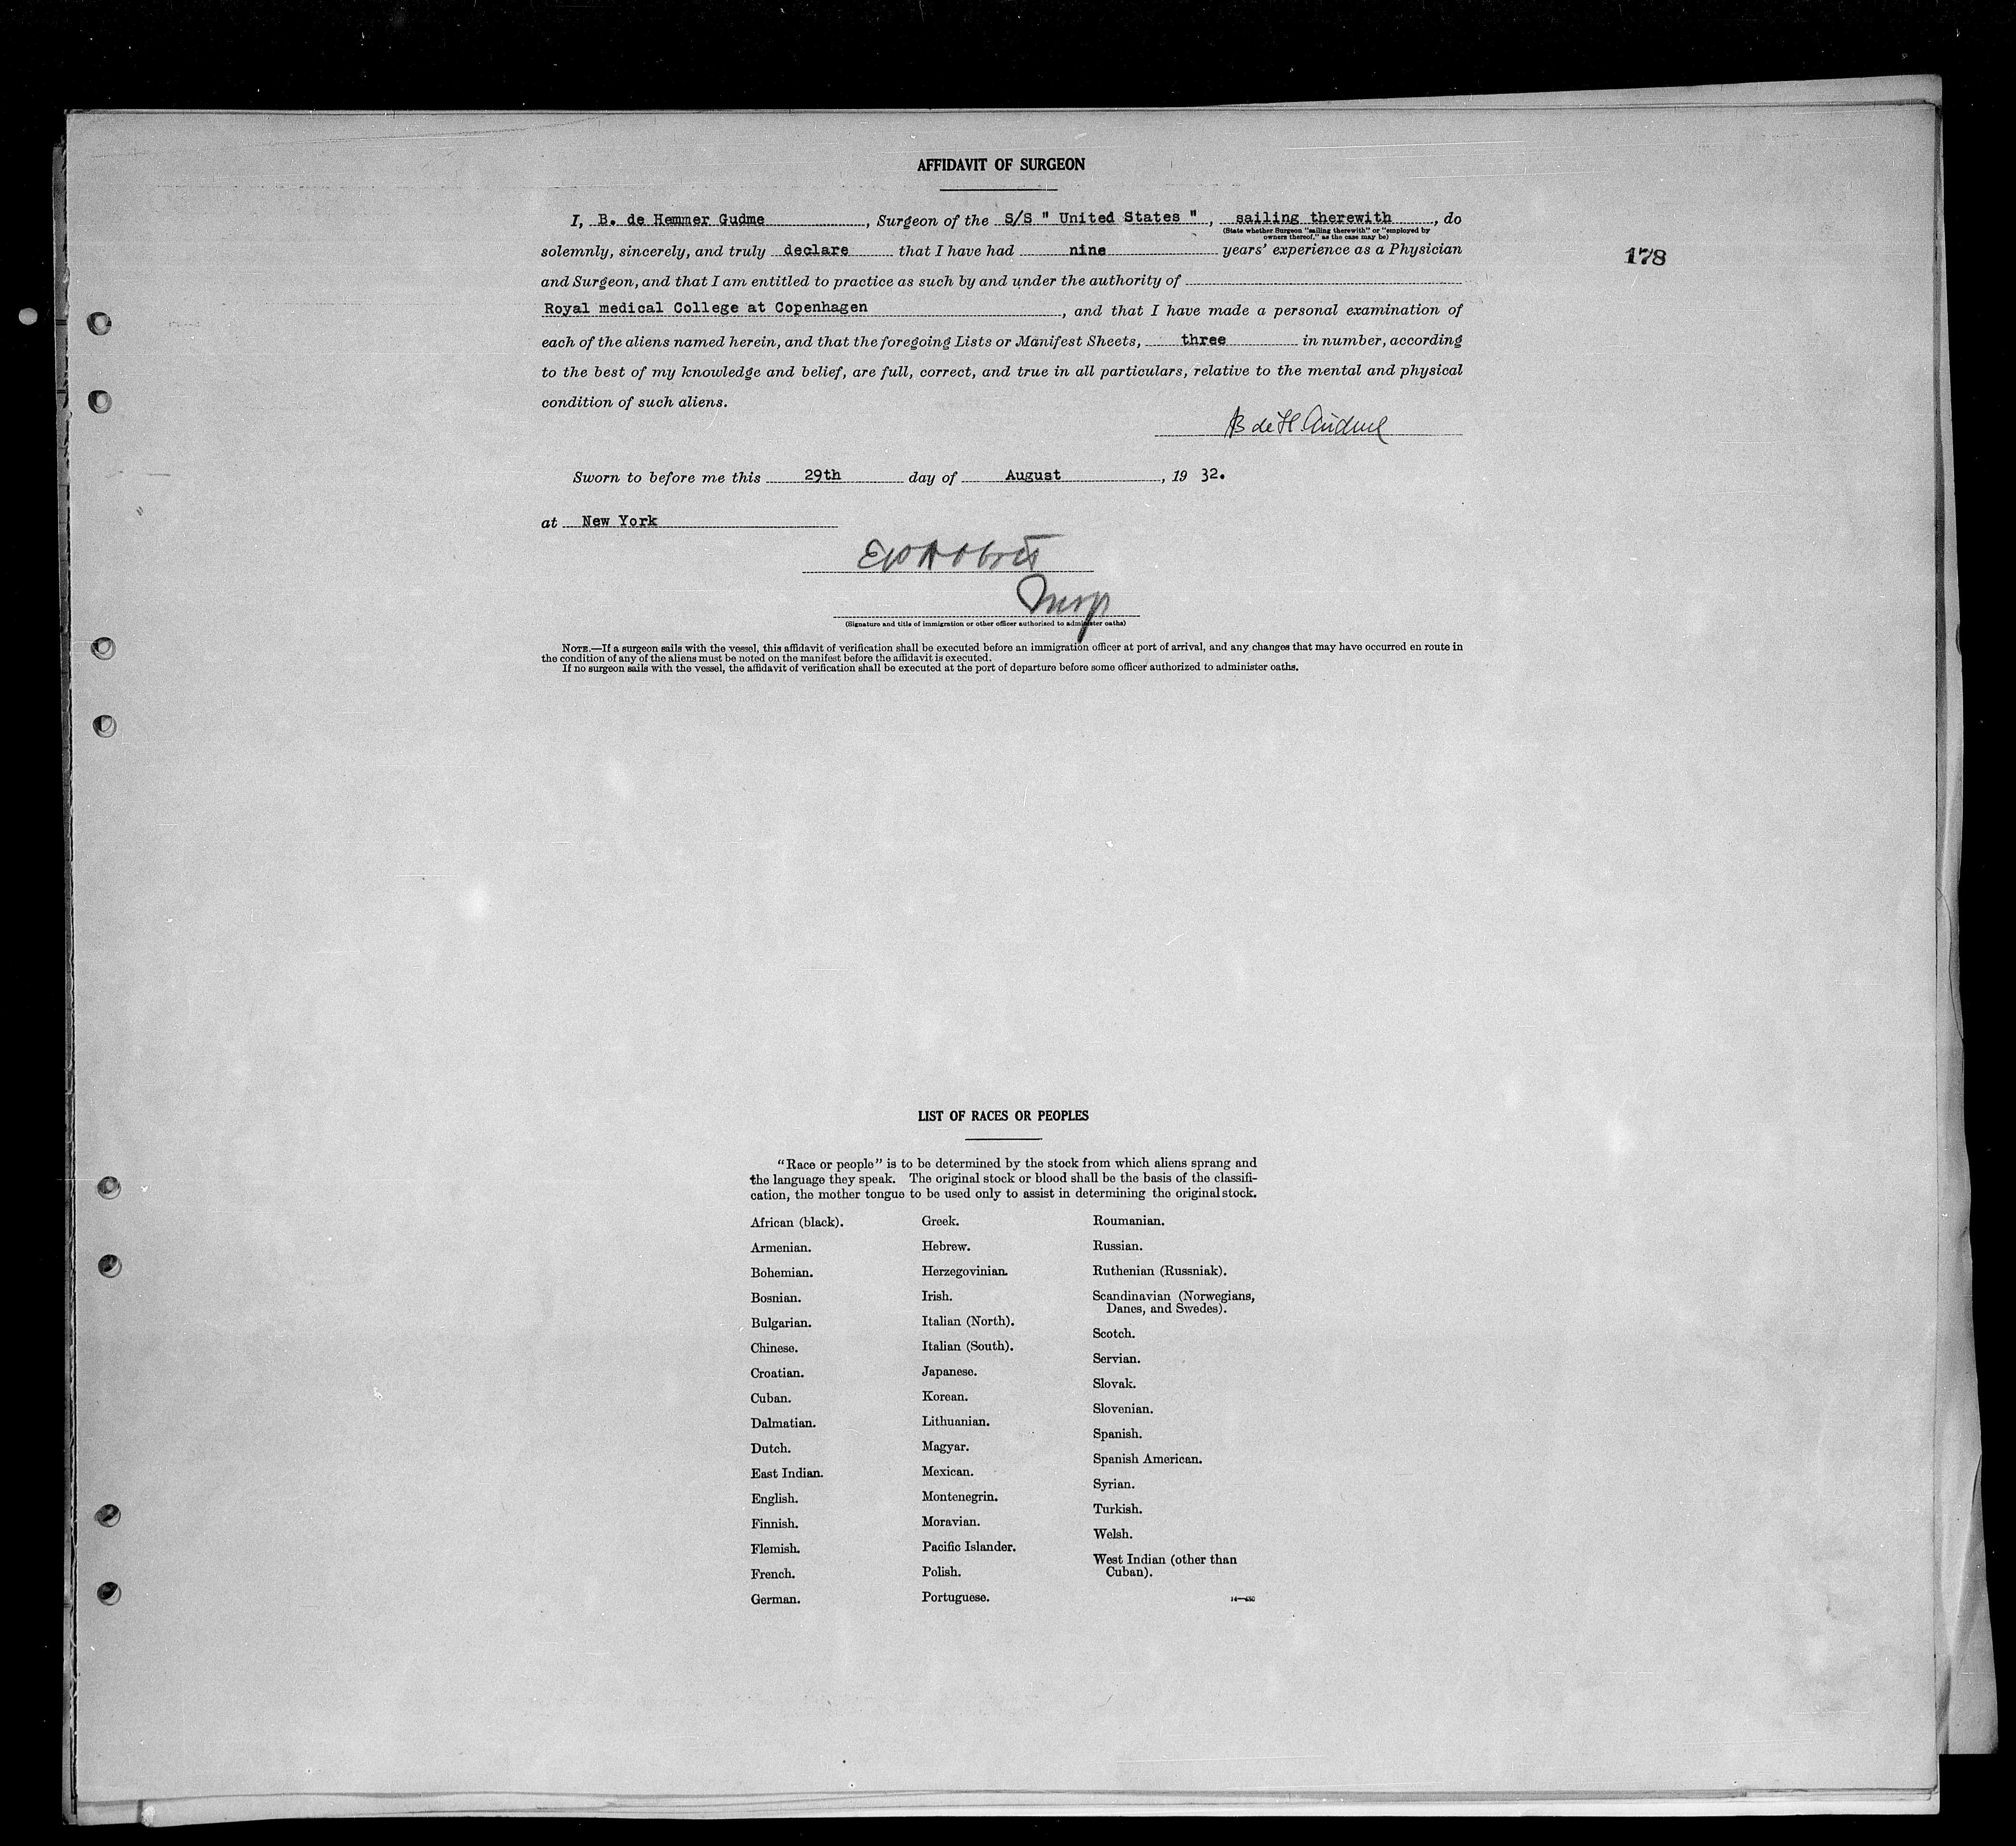 AFFIDAVIT OF SURGEON
I, B. de Hemmer Gudme, Surgeon of the S/S " United States ", sailing therewith, do
(State whether Surgeon "sailing therewith" or "employed by
owners thereof," as the case may be)
solemnly, sincerely, and truly declare that I have had nine years' experience as a Physician
178
and Surgeon, and that I am entitled to practice as such by and under the authority of
Royal medical College at Copenhagen, and that I have made a personal examination of
each of the aliens named herein, and that the foregoing Lists or Manifest Sheets, three in number, according
to the best of my knowledge and belief, are full, correct, and true in all particulars, relative to the mental and physical
condition of such aliens.
B de H Gudme
Sworn to before me this 29th day of August, 19 32.
at New York
Insp
(Signature and title of immigration or other officer authorized to administer oaths)
NOTE.—If a surgeon sails with the vessel, this affidavit of verification shall be executed before an immigration officer at port of arrival, and any changes that may have occurred en route in
the condition of any of the aliens must be noted on the manifest before the affidavit is executed.
If no surgeon sails with the vessel, the affidavit of verification shall be executed at the port of departure before some officer authorized to administer oaths.
LIST OF RACES OR PEOPLES
"Race or people" is to be determined by the stock from which aliens sprang and
the language they speak. The original stock or blood shall be the basis of the classifi-
cation, the mother tongue to be used only to assist in determining the original stock.
African (black).
Armenian.
Bohemian.
Bosnian.
Bulgarian.
Chinese.
Croatian.
Cuban.
Dalmatian.
Dutch.
East Indian.
English.
Finnish.
Flemish.
French.
German.
Greek.
Hebrew.
Herzegovinian.
Irish.
Italian (North).
Italian (South).
Japanese.
Korean.
Lithuanian.
Magyar.
Mexican.
Montenegrin.
Moravian.
Pacific Islander.
Polish.
Portuguese.
Roumanian.
Russian.
Ruthenian (Russniak).
Scandinavian (Norwegians,
Danes, and Swedes).
Scotch.
Servian.
Slovak.
Slovenian.
Spanish.
Spanish American.
Syrian.
Turkish.
Welsh.
West Indian (other than
Cuban).